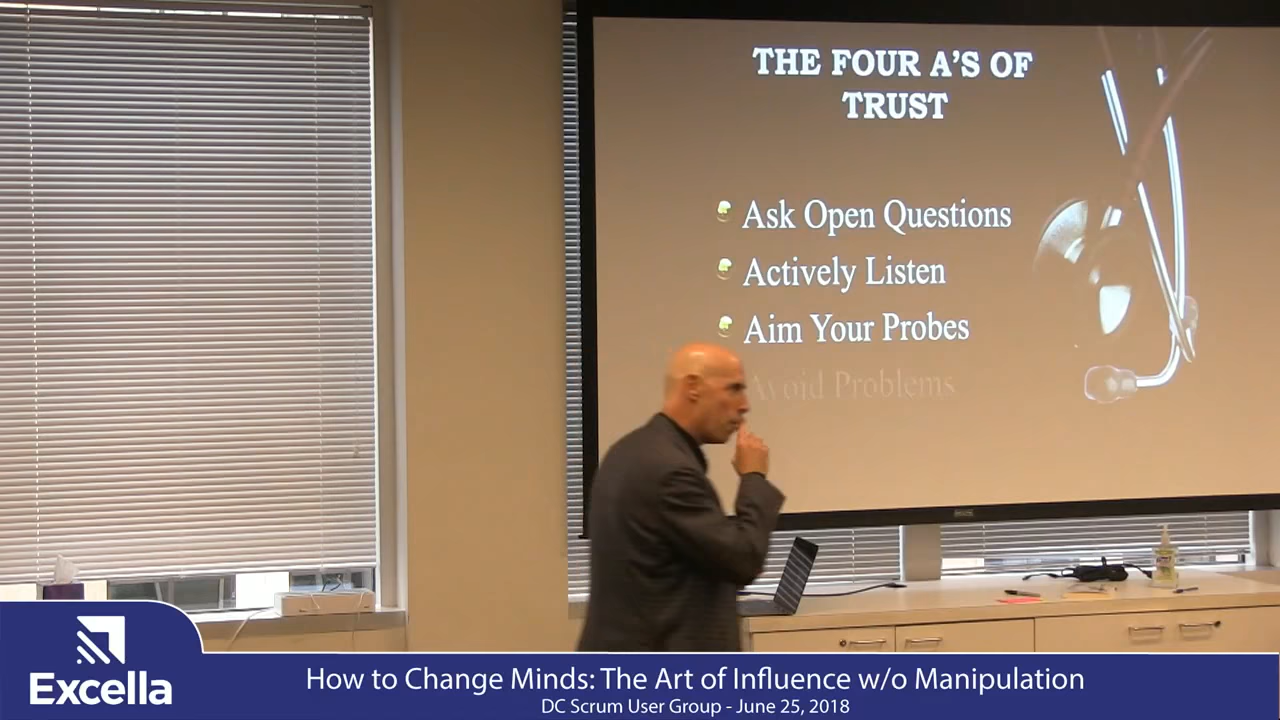 THE FOUR A'S OF
TRUST
Ask Open Questions
Actively Listen
Aim Your Probes
Avoid Problems
Excella
How to Change Minds: The Art of Influence w/o Manipulation
DC Scrum User Group - June 25, 2018